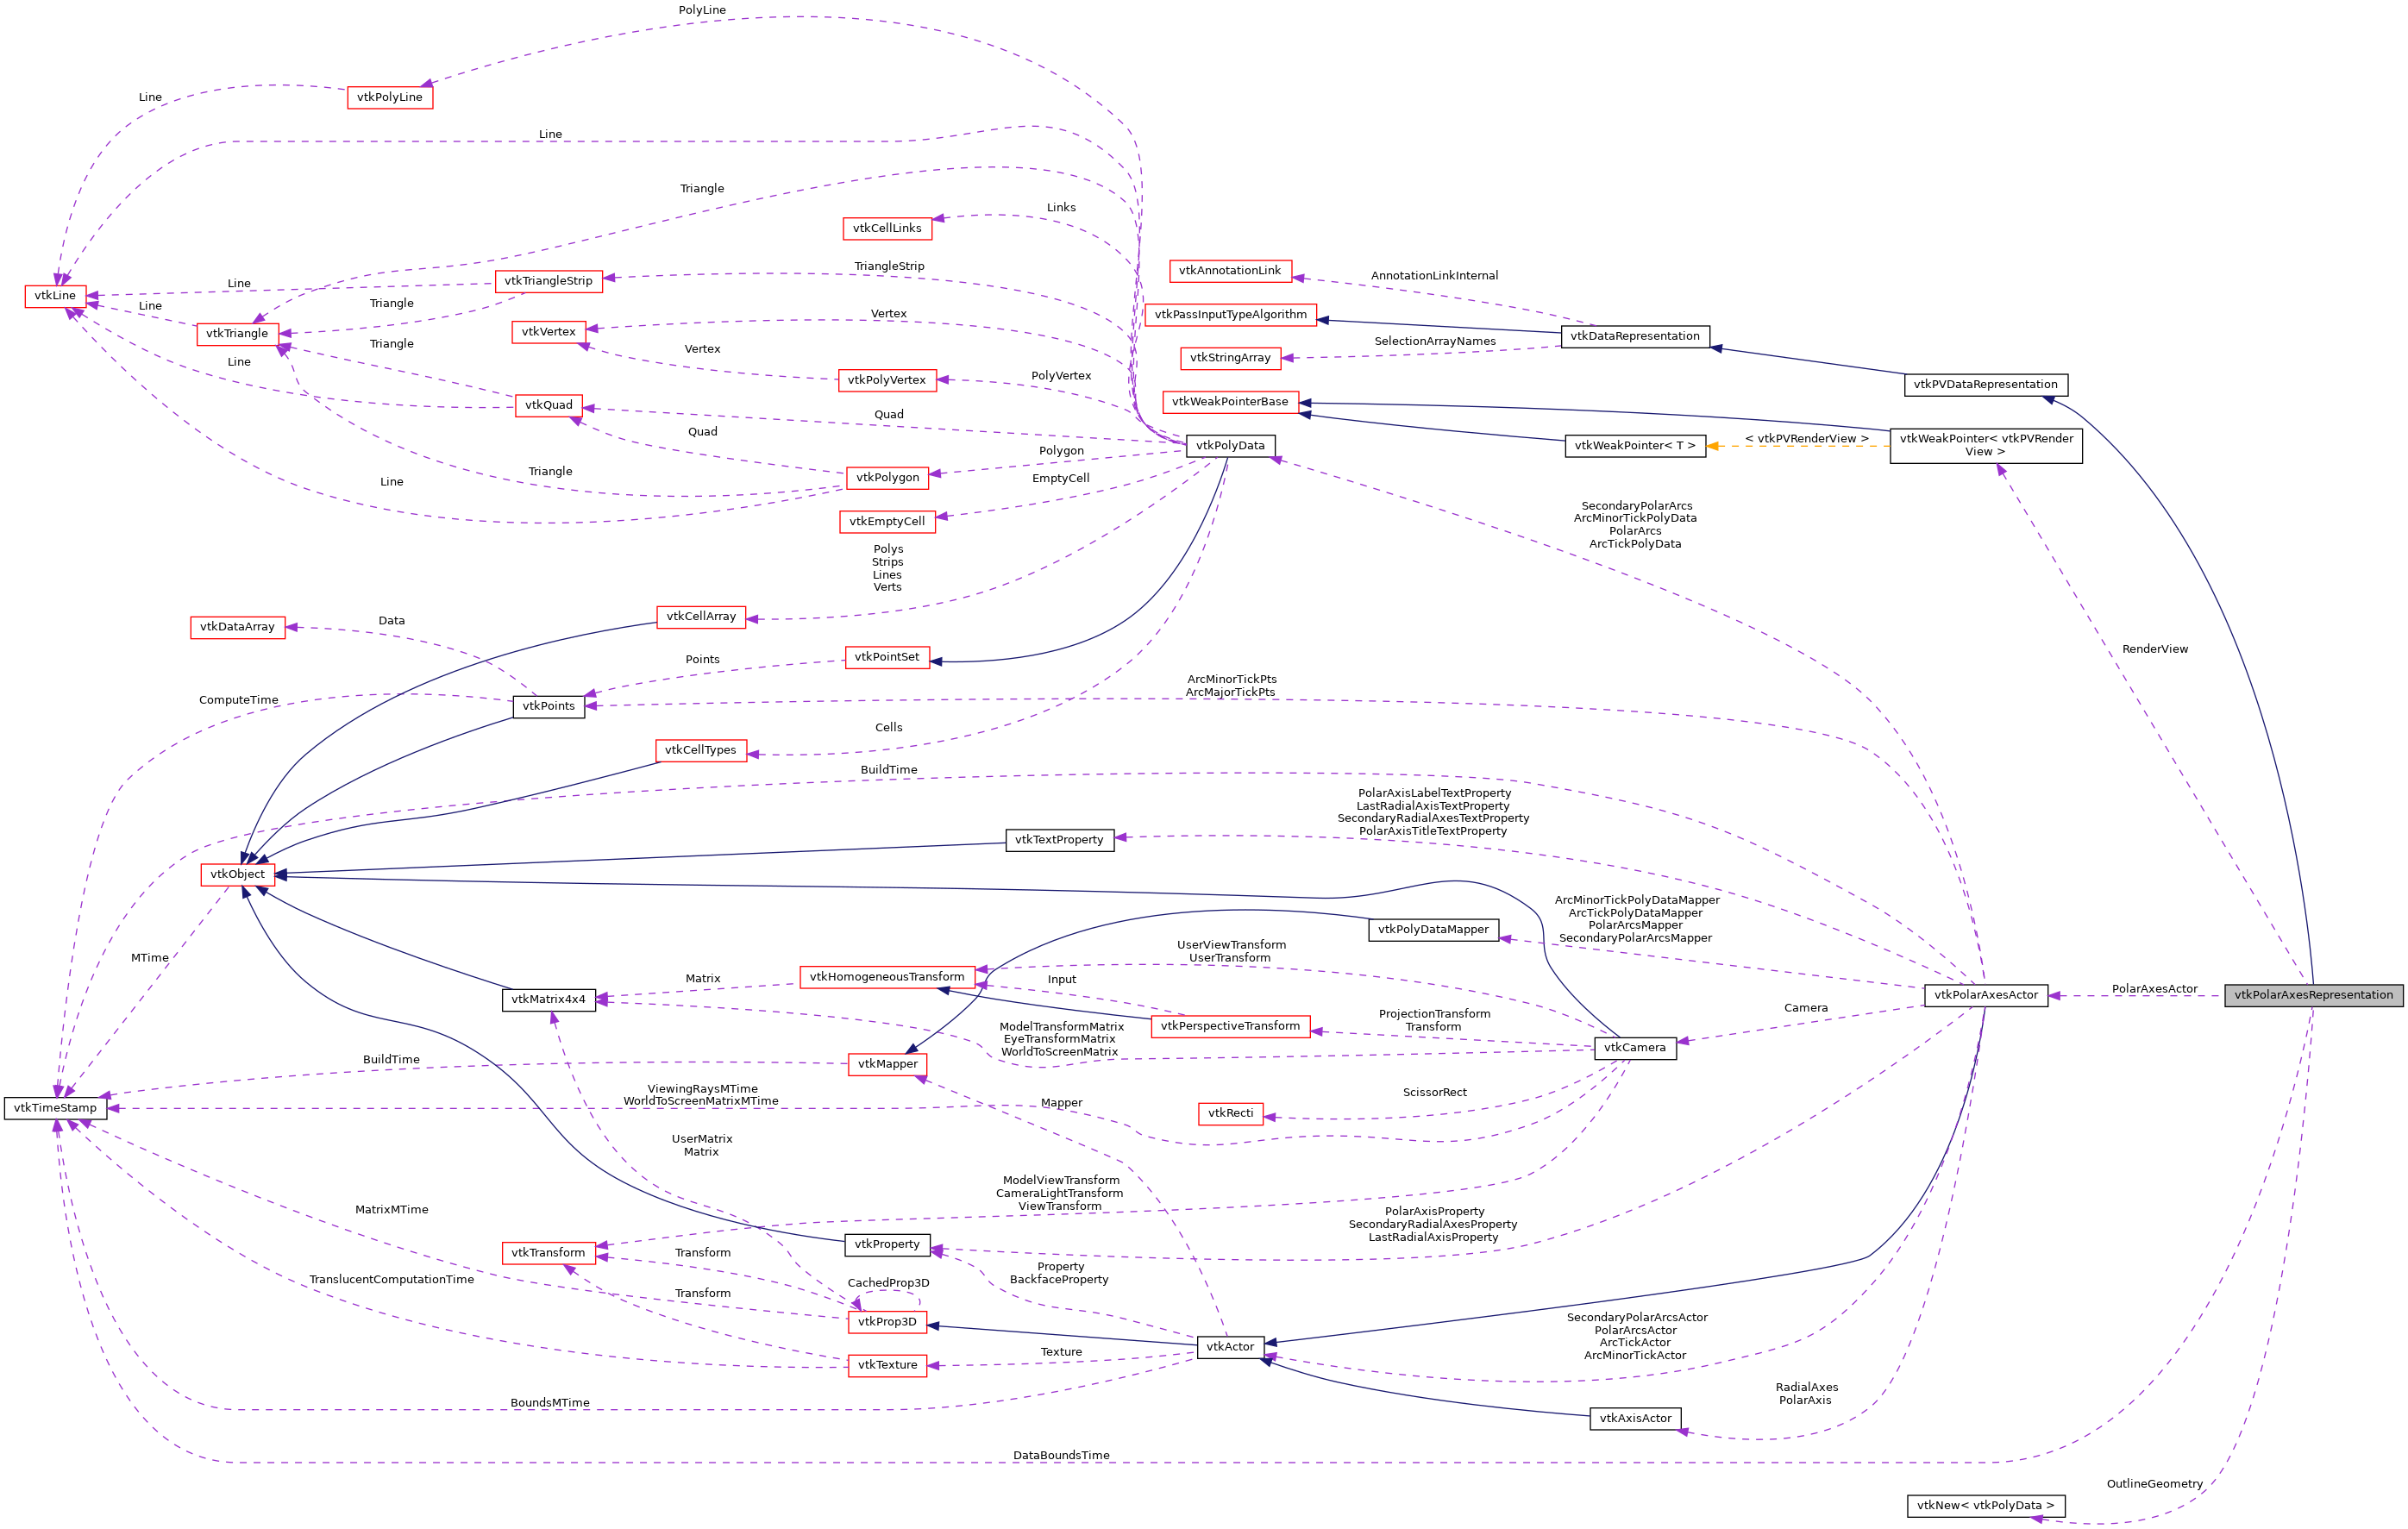 PolyLine
vtkPolyLine
Line
Line
Triangle
Links
vtkCellLinks
TriangleStrip
vtkAnnotationLink
AnnotationLinkInternal
vtkTriangleStrip
Line
vtkLine
Line
Triangle
Vertex
vtkPassInputTypeAlgorithm
vtkTriangle
vtkVertex
vtkDataRepresentation
Triangle
Vertex
SelectionArrayNames
vtkStringArray
Line
PolyVertex
vtkPolyVertex
vtkPVDataRepresentation
vtkQuad
vtkWeakPointerBase
Quad
Quad
vtkPolyData
vtkWeakPointer< T >
< vtkPVRenderView >
vtkWeakPointer< vtkPVRender
View >
Polygon
Triangle
Line
vtkPolygon
EmptyCell
vtkEmptyCell
SecondaryPolarArcs
ArcMinorTickPolyData
PolarArcs
ArcTickPolyData
Polys
Strips
Lines
Verts
vtkCellArray
vtkDataArray
Data
Points
vtkPointSet
RenderView
ComputeTime
vtkPoints
ArcMinorTickPts
ArcMajorTickPts
Cells
vtkCellTypes
BuildTime
PolarAxisLabelTextProperty
LastRadialAxisTextProperty
SecondaryRadialAxesTextProperty
PolarAxisTitleTextProperty
vtkTextProperty
vtkObject
ArcMinorTickPolyDataMapper
ArcTickPolyDataMapper
PolarArcsMapper
SecondaryPolarArcsMapper
vtkPolyDataMapper
UserViewTransform
UserTransform
MTime
Matrix
vtkHomogeneousTransform
Input
vtkMatrix4x4
vtkPolarAxesActor
PolarAxesActor
vtkPolarAxesRepresentation
Camera
ProjectionTransform
Transform
vtkPerspectiveTransform
ModelTransformMatrix
EyeTransformMatrix
WorldToScreenMatrix
vtkCamera
BuildTime
vtkMapper
ViewingRaysMTime
WorldToScreenMatrixMTime
vtkTimeStamp
Mapper
ScissorRect
vtkRecti
UserMatrix
Matrix
ModelViewTransform
CameraLightTransform
ViewTransform
MatrixMTime
PolarAxisProperty
SecondaryRadialAxesProperty
LastRadialAxisProperty
vtkProperty
vtkTransform
Transform
Property
BackfaceProperty
TranslucentComputationTime
CachedProp3D
Transform
vtkProp3D
SecondaryPolarArcsActor
PolarArcsActor
ArcTickActor
ArcMinorTickActor
vtkActor
Texture
vtkTexture
RadialAxes
PolarAxis
BoundsMTime
vtkAxisActor
DataBoundsTime
OutlineGeometry
vtkNew< vtkPolyData >